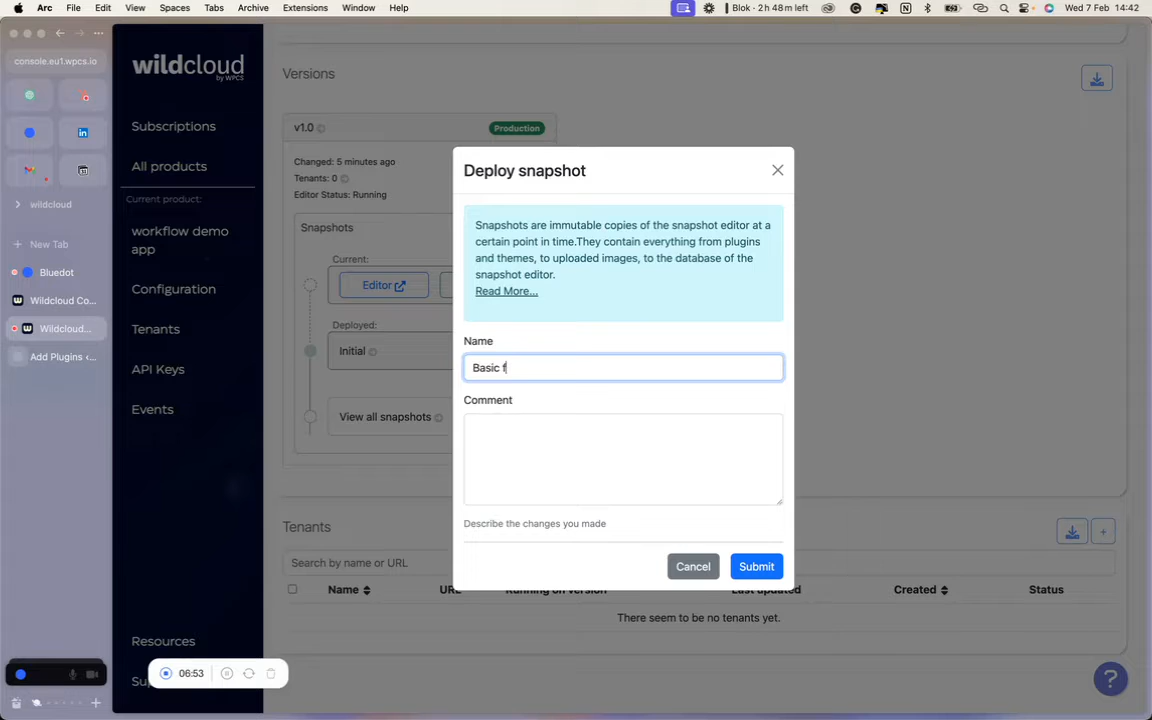 Arc File Edit View Spaces Tabs Archive Extensions Window Help
Blok · 2 h 48 m left
Wed 7 Feb 14:42
console.eu1.wpcs.io
wildcloud
New Tab
Bluedot
Wildcloud Co...
Wildcloud...
Add Plugins ‹...
06:53
wildcloud
by WPCS
Subscriptions
All products
Current product:
workflow demo
app
Configuration
Tenants
API Keys
Events
Resources
Versions
v1.0
Production
Changed: 5 minutes ago
Tenants: 0
Editor Status: Running
Snapshots
Current:
Editor
Deployed:
Initial
View all snapshots
Deploy snapshot
Snapshots are immutable copies of the snapshot editor at a
certain point in time.They contain everything from plugins
and themes, to uploaded images, to the database of the
snapshot editor.
Read More...
Name
Basic f
Comment
Describe the changes you made
Cancel Submit
Tenants
Search by name or URL
Name Created Status
There seem to be no tenants yet.